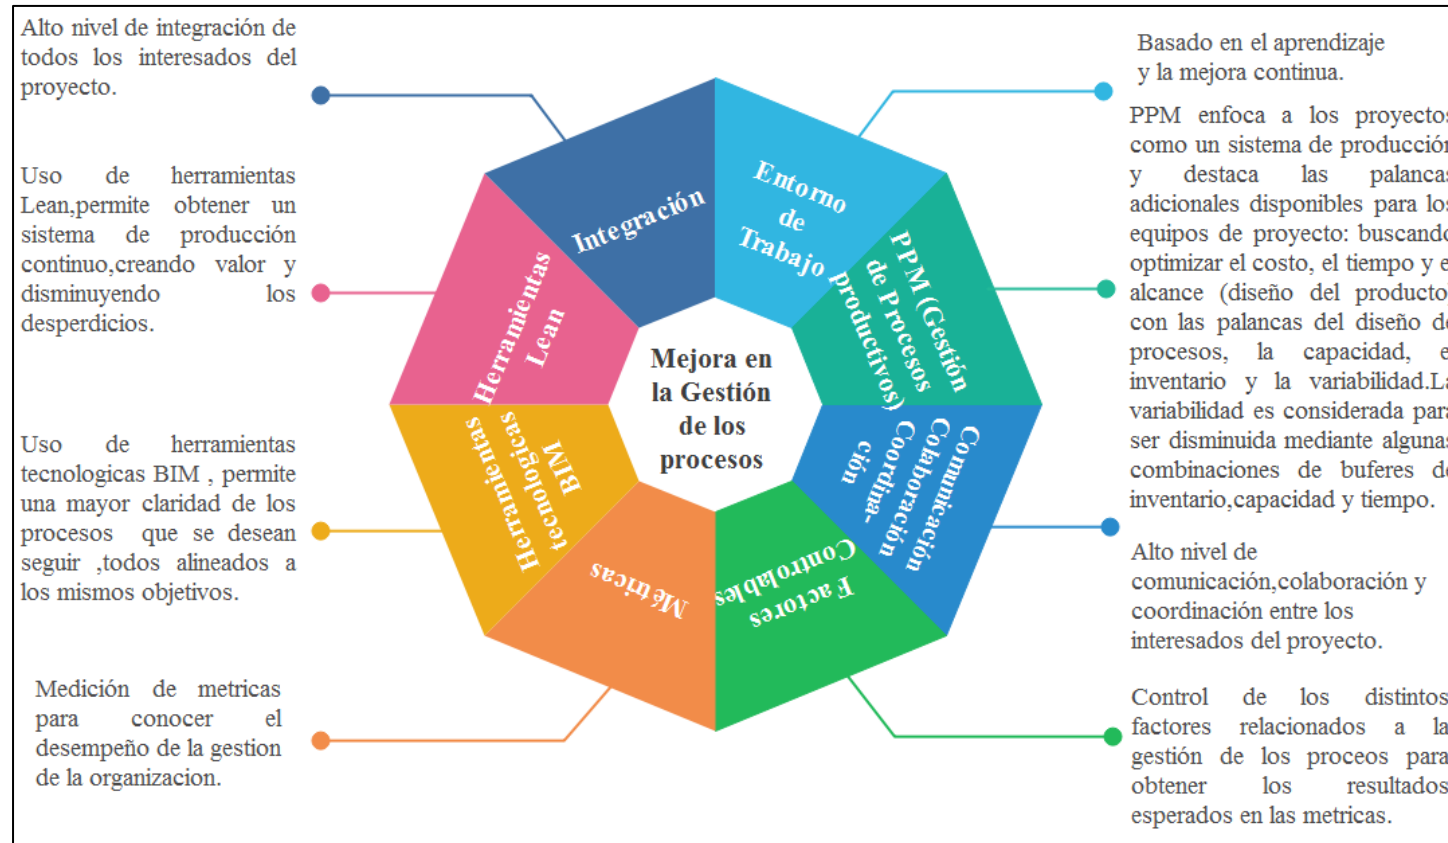 Alto nivel de integración de
todos los interesados del
proyecto.
Uso de herramientas
Lean,permite obtener un
sistema de producción
continuo,creando valor y
disminuyendo los
desperdicios.
Uso de herramientas
tecnologicas BIM , permite
una mayor claridad de los
procesos que se desean
seguir ,todos alineados a
los mismos objetivos.
Medición de metricas
para conocer el
desempeño de la gestion
de la organizacion.
Integración
Entorno
de
Trabajo
PPM (Gestión
de Procesos
productivos)
Comunicación
Colaboración
Coordina-
ción
Factores
Controlables
Métricas
Herramientas
tecnologicas
BIM
Herramientas
Lean
Mejora en
la Gestión
de los
procesos
Basado en el aprendizaje
y la mejora continua.
PPM enfoca a los proyectos
como un sistema de producción
y destaca las palancas
adicionales disponibles para los
equipos de proyecto: buscando
optimizar el costo, el tiempo y el
alcance (diseño del producto)
con las palancas del diseño de
procesos, la capacidad, el
inventario y la variabilidad.La
variabilidad es considerada para
ser disminuida mediante algunas
combinaciones de buferes de
inventario,capacidad y tiempo.
Alto nivel de
comunicación,colaboración y
coordinación entre los
interesados del proyecto.
Control de los distintos
factores relacionados a la
gestión de los proceos para
obtener los resultados
esperados en las metricas.